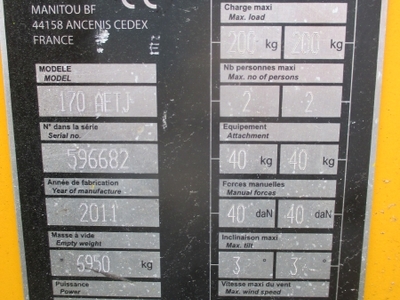 MANITOU BF
44158 ANCENIS CEDEX
FRANCE
CE
MODELE
MODEL
170 AETJ
N° dans la série
Serial no.
596682
Année de fabrication
Year of manufacture
2011
Masse à vide
Empty weight
6950 kg
Puissance
Power
Charge maxi
Max. load
200 kg 200 kg
Nb personnes maxi
Max. no of persons
2 2
Equipement
Attachment
40 kg 40 kg
Forces manuelles
Manual forces
40 daN 40 daN
Inclinaison maxi
Max. tilt
3 ° 3 °
Vitesse maxi du vent
Max. wind speed